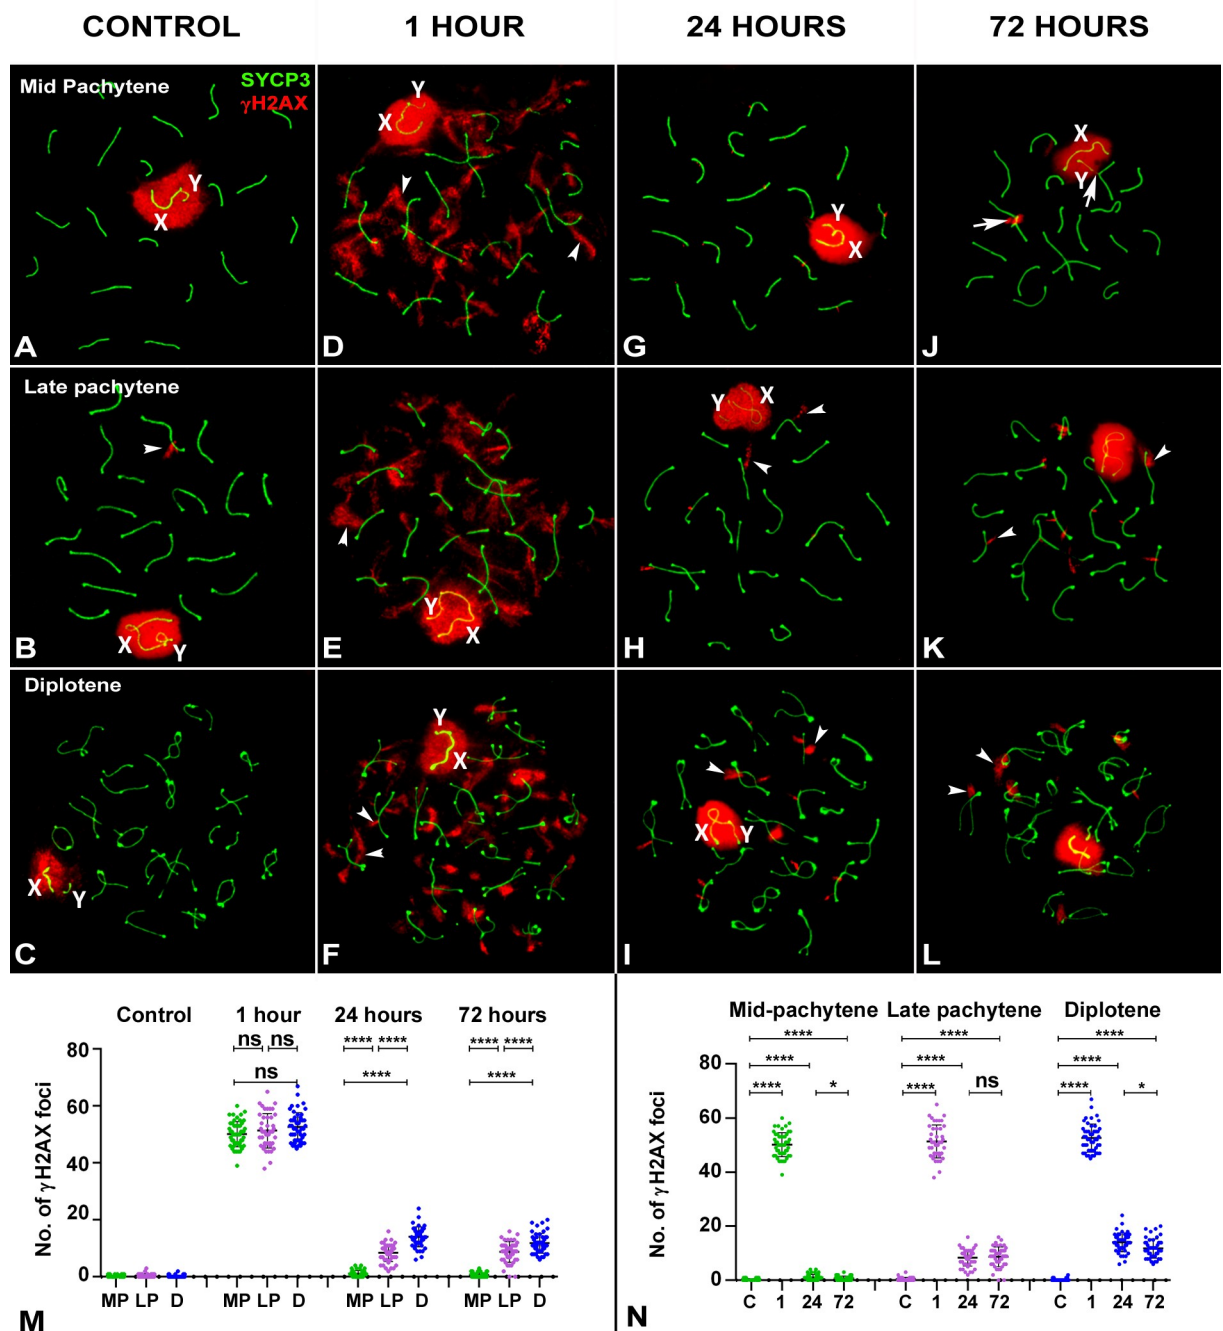 CONTROL
1 HOUR
24 HOURS
72 HOURS
Mid Pachytene
SYCP3
γH2AX
Y
X
A
Y
X
D
Y
X
G
X
Y
J
Late pachytene
X
Y
B
Y
X
E
Y
X
H
K
Diplotene
X
Y
C
Y
X
F
X
Y
I
L
Control
1 hour
24 hours
72 hours
ns
ns
ns
****
****
****
****
****
****
80
60
40
20
0
No. of γH2AX foci
MP LP D
MP LP D
MP LP D
MP LP D
M
Mid-pachytene
Late pachytene
Diplotene
****
****
****
*
****
****
****
ns
****
****
****
*
80
60
40
20
0
No. of γH2AX foci
C 1 24 72
C 1 24 72
C 1 24 72
N